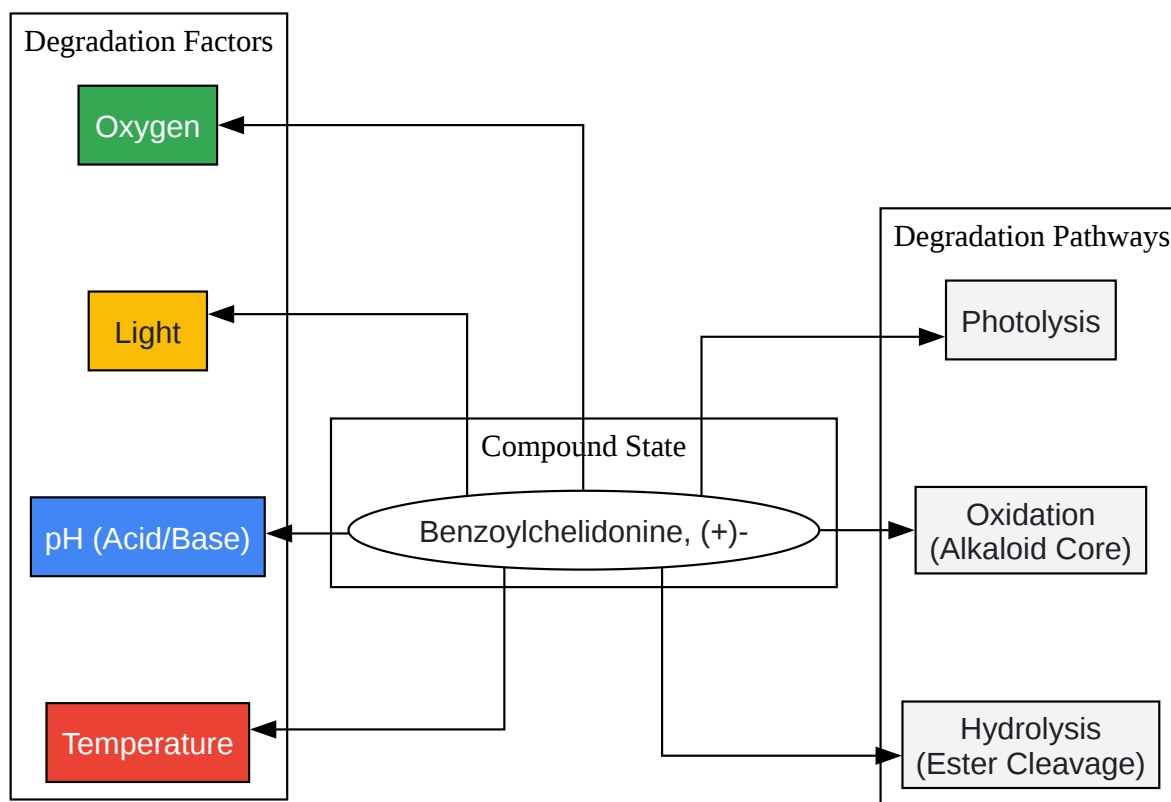 Degradation Factors
Oxygen
Light
pH (Acid/Base)
Temperature
Compound State
Benzoylchelidonine, (+)-
Degradation Pathways
Photolysis
Oxidation
(Alkaloid Core)
Hydrolysis
(Ester Cleavage)